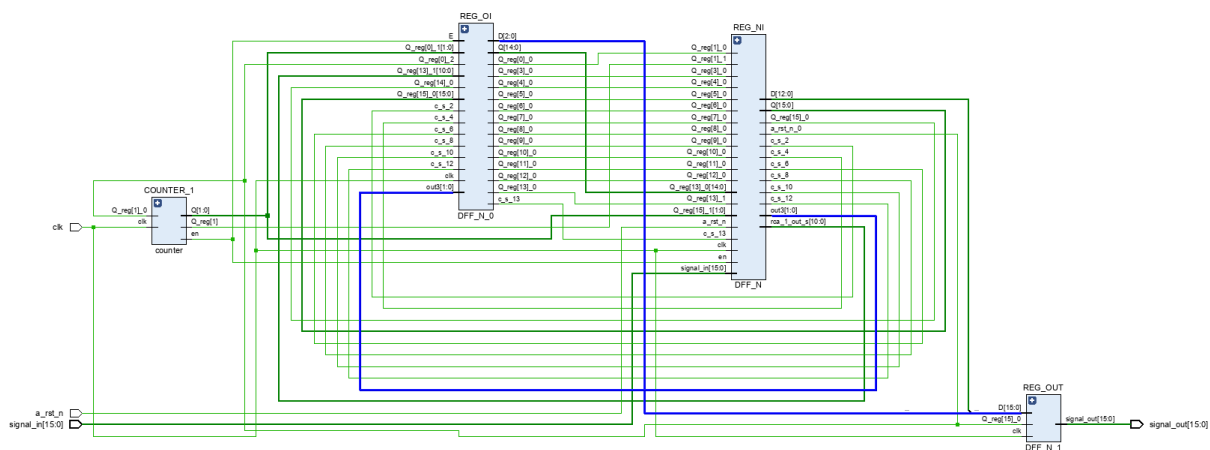 REG_OI
E
Q_reg[0]_1[1:0]
Q_reg[0]_2
Q_reg[13]_1[10:0]
Q_reg[14]_0
Q_reg[15]_0[15:0]
c_s_2
c_s_4
c_s_6
c_s_8
c_s_10
c_s_12
clk
out3[1:0]
D[2:0]
Q[14:0]
Q_reg[0]_0
Q_reg[3]_0
Q_reg[4]_0
Q_reg[5]_0
Q_reg[6]_0
Q_reg[7]_0
Q_reg[8]_0
Q_reg[9]_0
Q_reg[10]_0
Q_reg[11]_0
Q_reg[12]_0
Q_reg[13]_0
c_s_13
DFF_N_0
REG_NI
Q_reg[1]_0
Q_reg[1]_1
Q_reg[3]_0
Q_reg[4]_0
Q_reg[5]_0
Q_reg[6]_0
Q_reg[7]_0
Q_reg[8]_0
Q_reg[9]_0
Q_reg[10]_0
Q_reg[11]_0
Q_reg[12]_0
Q_reg[13]_0[14:0]
Q_reg[13]_1
Q_reg[15]_1[1:0]
a_rst_n
c_s_13
clk
en
signal_in[15:0]
D[12:0]
Q[15:0]
Q_reg[15]_0
a_rst_n_0
c_s_2
c_s_4
c_s_6
c_s_8
c_s_10
c_s_12
out3[1:0]
rca_1_out_s[10:0]
DFF_N
COUNTER_1
Q_reg[1]_0
clk
Q[1:0]
Q_reg[1]
en
counter
clk
a_rst_n
signal_in[15:0]
REG_OUT
D[15:0]
Q_reg[15]_0
clk
signal_out[15:0]
DFF_N_1
signal_out[15:0]